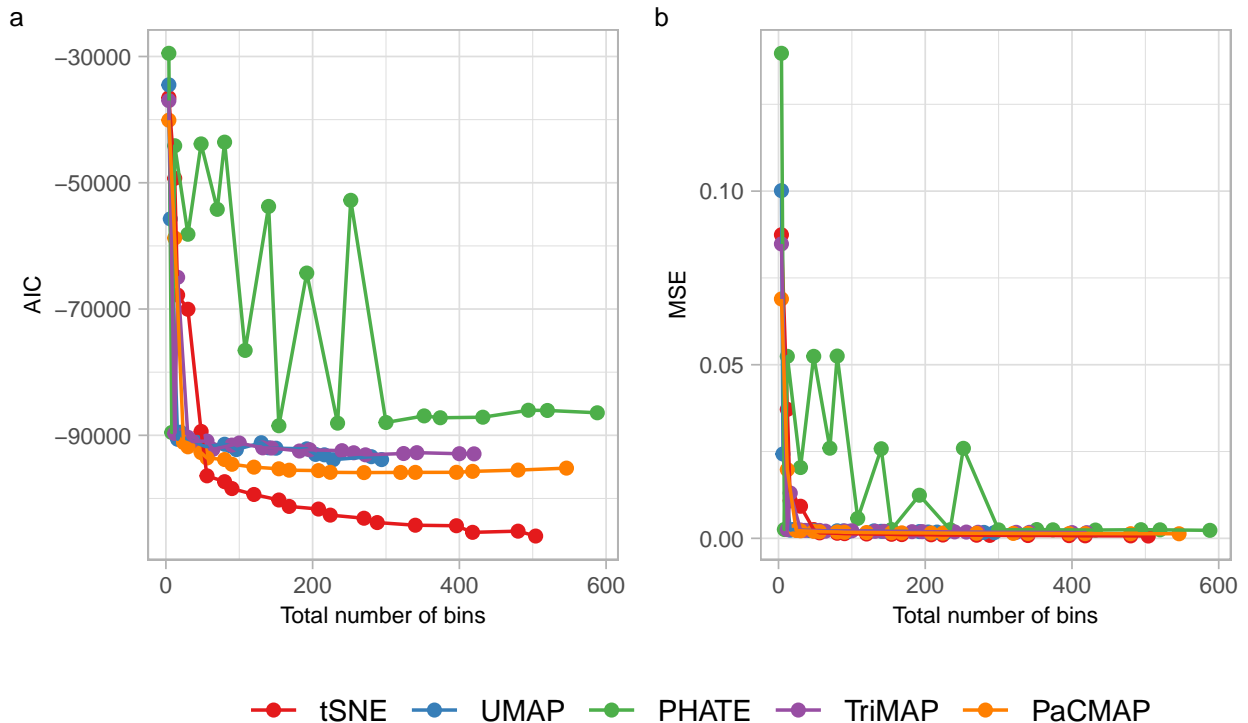 a
b
−30000
−50000
−70000
−90000
AIC
0
200
400
600
Total number of bins
0.10
0.05
0.00
MSE
0
200
400
600
Total number of bins
tSNE
UMAP
PHATE
TriMAP
PaCMAP